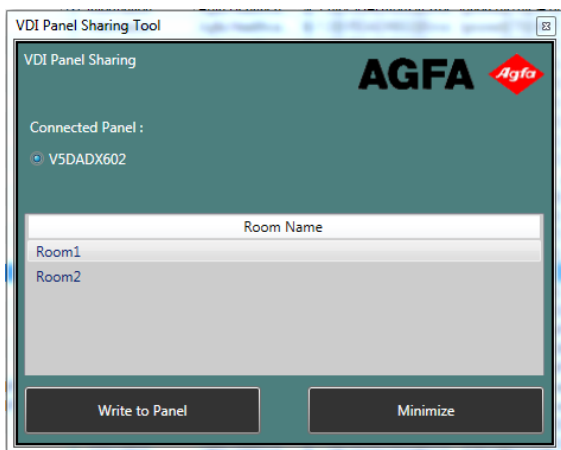 VDI Panel Sharing Tool
VDI Panel Sharing
AGFA Agfa
Connected Panel :
V5DADX602
Room Name
Room1
Room2
Write to Panel Minimize